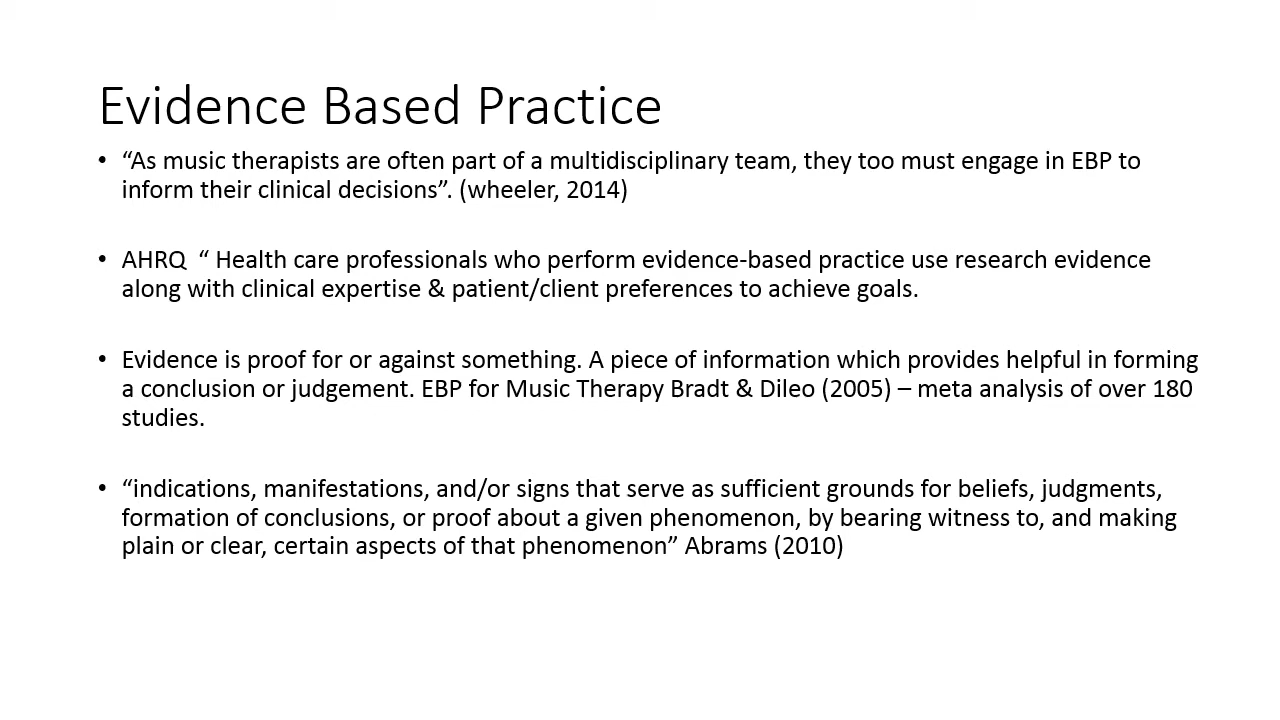 Evidence Based Practice
• “As music therapists are often part of a multidisciplinary team, they too must engage in EBP to
inform their clinical decisions”. (wheeler, 2014)
• AHRQ  “ Health care professionals who perform evidence-based practice use research evidence
along with clinical expertise & patient/client preferences to achieve goals.
• Evidence is proof for or against something. A piece of information which provides helpful in forming
a conclusion or judgement. EBP for Music Therapy Bradt & Dileo (2005) – meta analysis of over 180
studies.
• “indications, manifestations, and/or signs that serve as sufficient grounds for beliefs, judgments,
formation of conclusions, or proof about a given phenomenon, by bearing witness to, and making
plain or clear, certain aspects of that phenomenon” Abrams (2010)